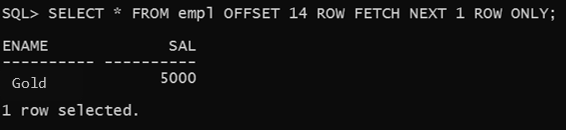 SQL> SELECT * FROM empl OFFSET 14 ROW FETCH NEXT 1 ROW ONLY;
ENAME SAL
---------- ----------
Gold 5000
1 row selected.